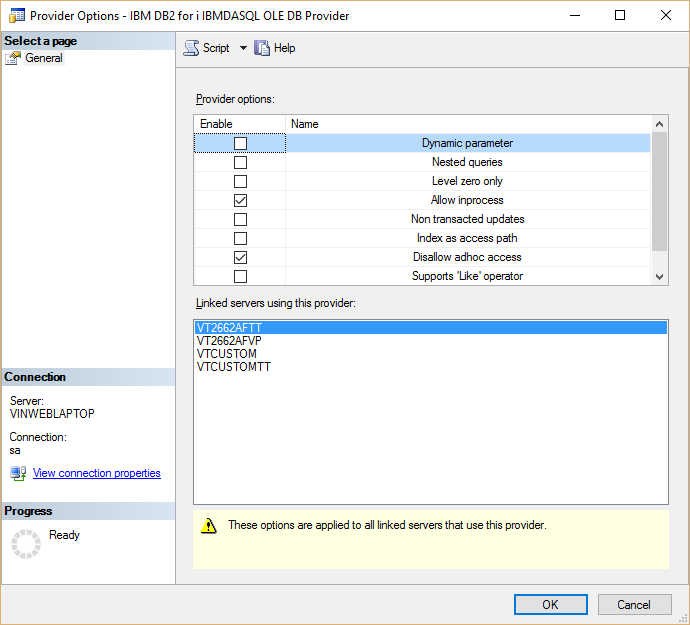 Provider Options - IBM DB2 for i IBMDASQL OLE DB Provider
Select a page
General
Script
Help
Provider options:
Enable Name
Dynamic parameter
Nested queries
Level zero only
Allow inprocess
Non transacted updates
Index as access path
Disallow adhoc access
Supports 'Like' operator
Linked servers using this provider:
VT2662AFTT
VT2662AFVP
VTCUSTOM
VTCUSTOMTT
Connection
Server:
VINWEBLAPTOP
Connection:
sa
View connection properties
Progress
Ready
These options are applied to all linked servers that use this provider.
OK Cancel